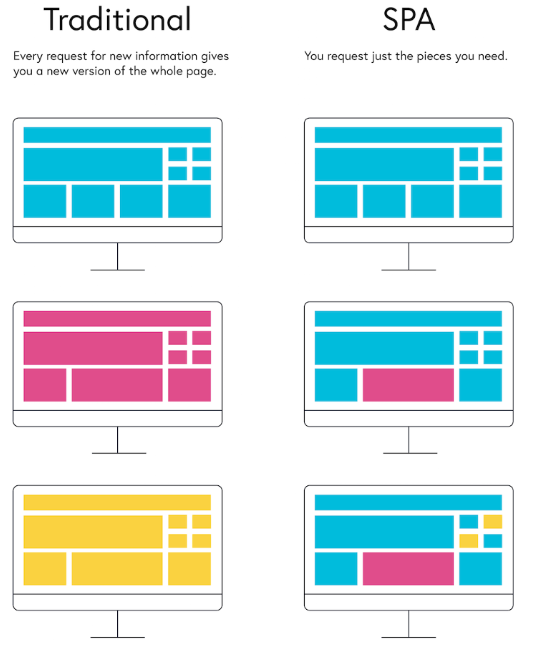 Traditional
Every request for new information gives
you a new version of the whole page.
SPA
You request just the pieces you need.